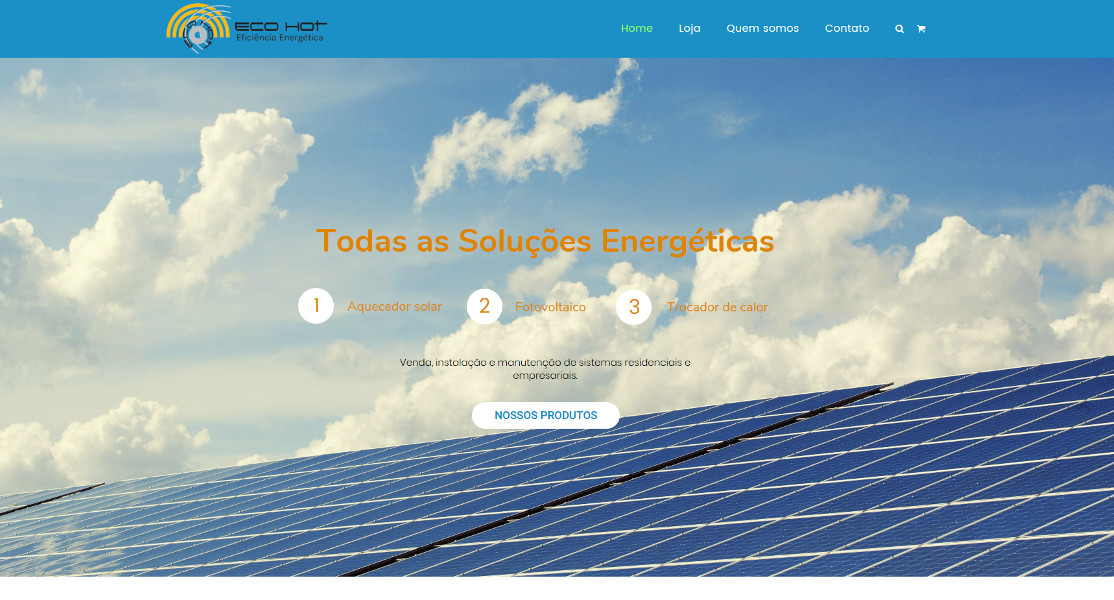 ECO HOT
Eficiência Energética
Home Loja Quem somos Contato
Todas as Soluções Energéticas
1 Aquecedor solar 2 Fotovoltaico 3 Trocador de calor
Venda, instalação e manutenção de sistemas residenciais e
empresariais.
NOSSOS PRODUTOS